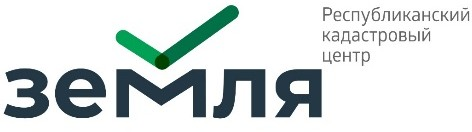 земля
Республиканский
кадастровый
центр